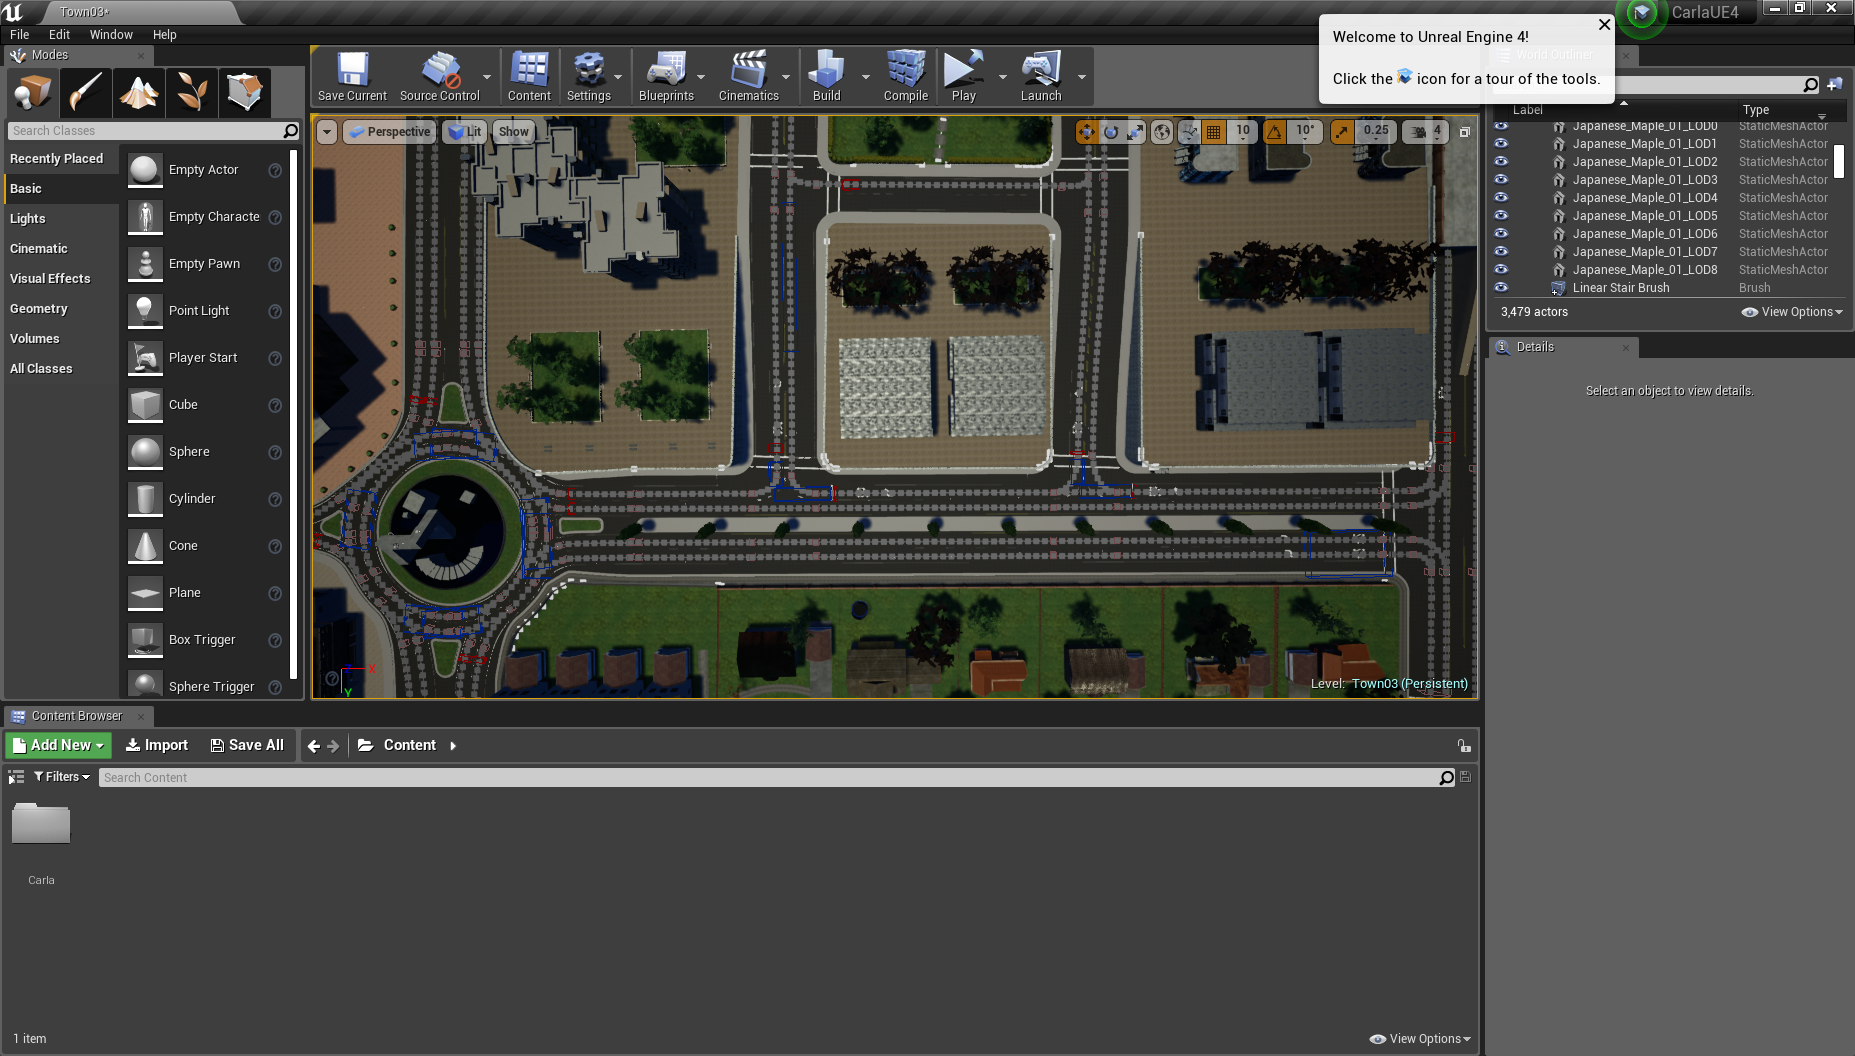 Town03•
CarlaUE4
File Edit Window Help
Welcome to Unreal Engine 4!
Click the icon for a tour of the tools.
Modes
Search Classes
Recently Placed
Basic
Lights
Cinematic
Visual Effects
Geometry
Volumes
All Classes
Empty Actor
Empty Characte
Empty Pawn
Point Light
Player Start
Cube
Sphere
Cylinder
Cone
Plane
Box Trigger
Sphere Trigger
Save Current Source Control Content Settings Blueprints Cinematics Build Compile Play Launch
Perspective Lit Show
10 10° 0.25 4
X
Y
Level: Town03 (Persistent)
World Outliner
Label Type
Japanese_Maple_01_LOD0 StaticMeshActor
Japanese_Maple_01_LOD1 StaticMeshActor
Japanese_Maple_01_LOD2 StaticMeshActor
Japanese_Maple_01_LOD3 StaticMeshActor
Japanese_Maple_01_LOD4 StaticMeshActor
Japanese_Maple_01_LOD5 StaticMeshActor
Japanese_Maple_01_LOD6 StaticMeshActor
Japanese_Maple_01_LOD7 StaticMeshActor
Japanese_Maple_01_LOD8 StaticMeshActor
Linear Stair Brush Brush
3,479 actors View Options
Details
Select an object to view details.
Content Browser
Add New Import Save All Content
Filters Search Content
Carla
1 item View Options